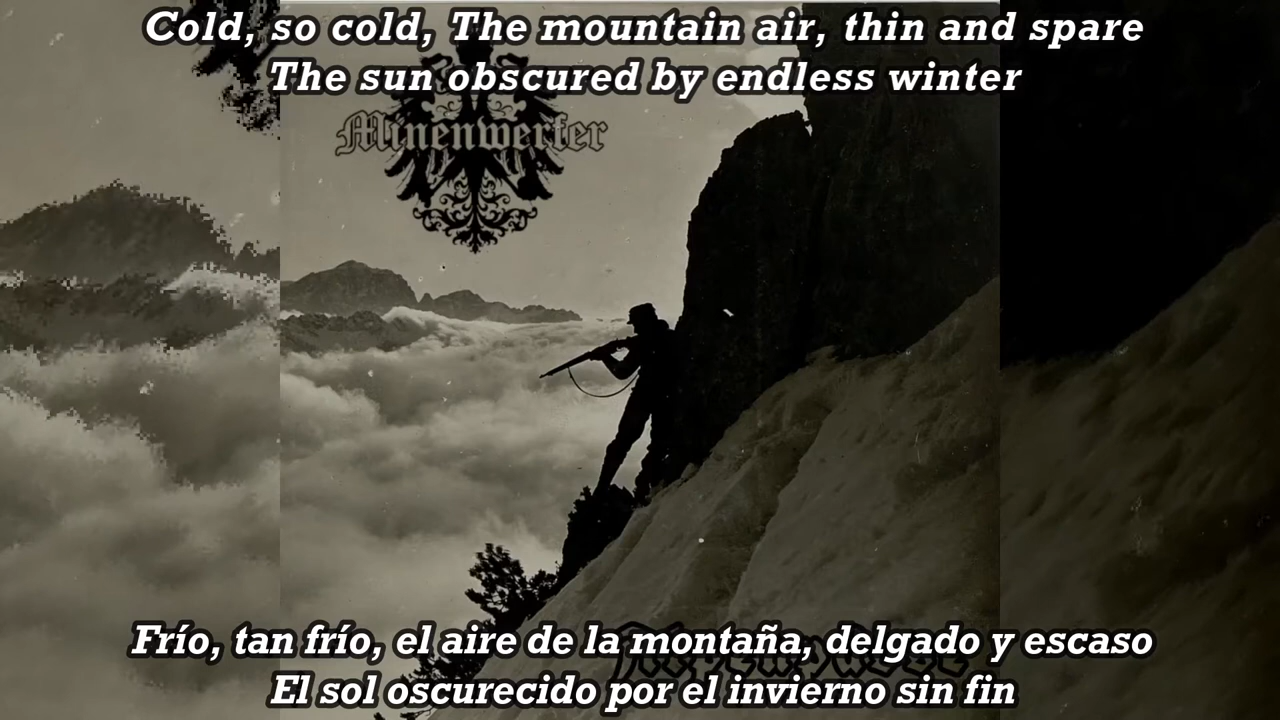 Cold, so cold, The mountain air, thin and spare
The sun obscured by endless winter
Minenwerfer
Frío, tan frío, el aire de la montaña, delgado y escaso
El sol oscurecido por el invierno sin fin